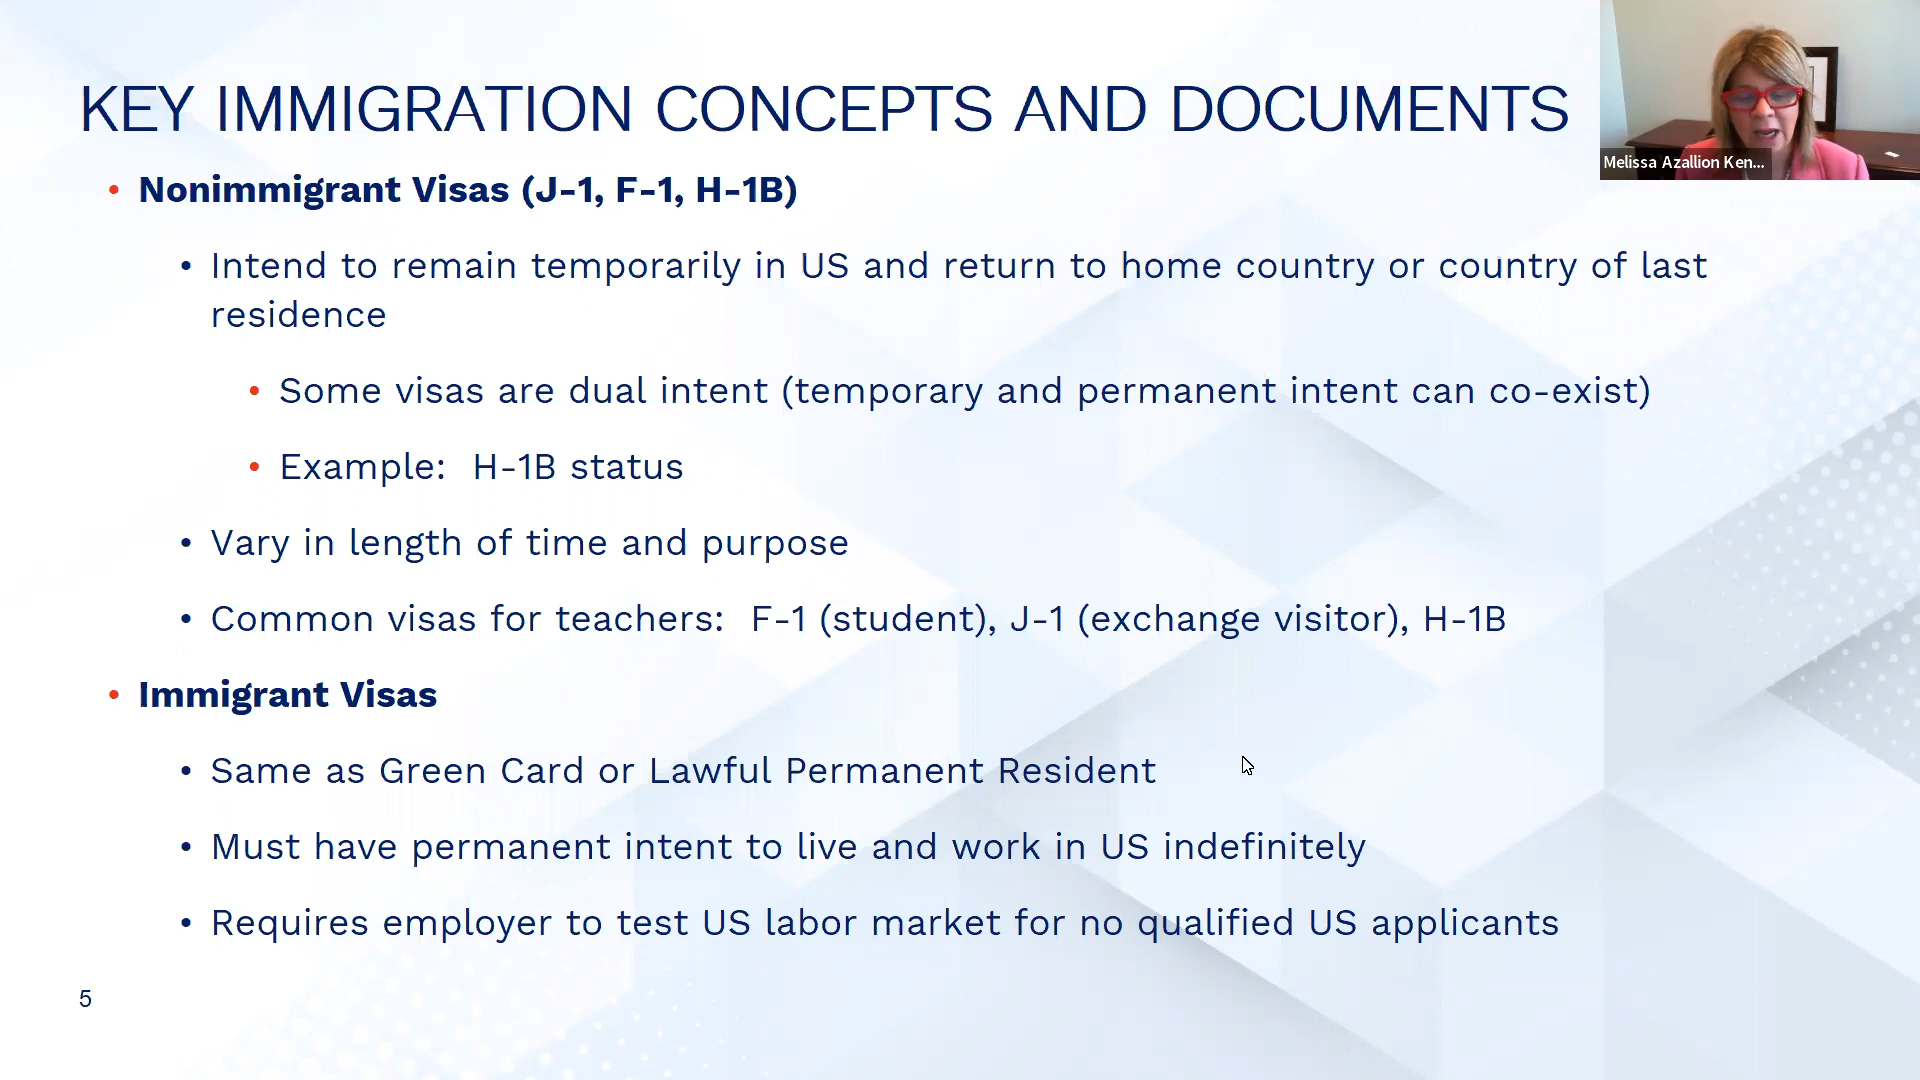 KEY IMMIGRATION CONCEPTS AND DOCUMENTS
Melissa Azallion Ken...
• Nonimmigrant Visas (J-1, F-1, H-1B)
• Intend to remain temporarily in US and return to home country or country of last
residence
• Some visas are dual intent (temporary and permanent intent can co-exist)
• Example:  H-1B status
• Vary in length of time and purpose
• Common visas for teachers:  F-1 (student), J-1 (exchange visitor), H-1B
• Immigrant Visas
• Same as Green Card or Lawful Permanent Resident
• Must have permanent intent to live and work in US indefinitely
• Requires employer to test US labor market for no qualified US applicants
5